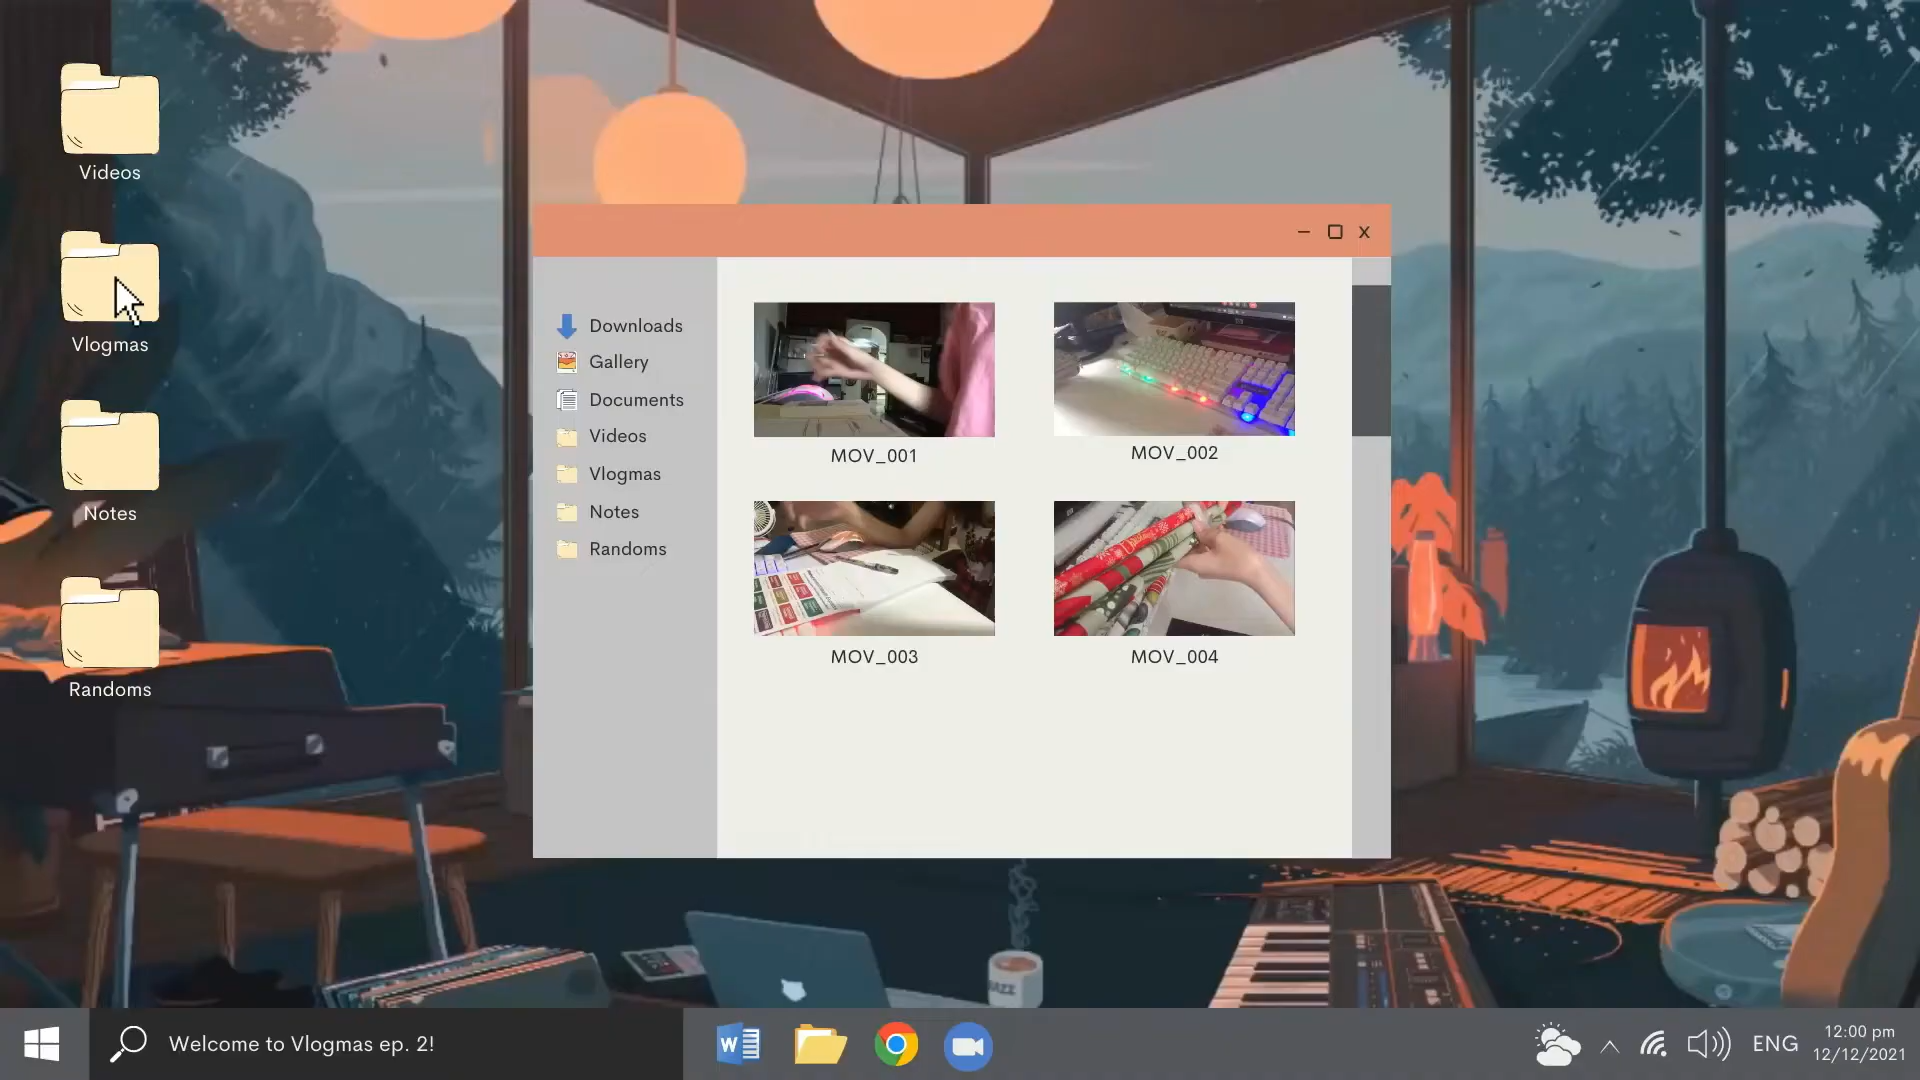 Videos
Vlogmas
Notes
Randoms
Downloads
Gallery
Documents
Videos
Vlogmas
Notes
Randoms
MOV_001
MOV_002
MOV_003
MOV_004
Welcome to Vlogmas ep. 2!
W
ENG
12:00 pm
12/12/2021